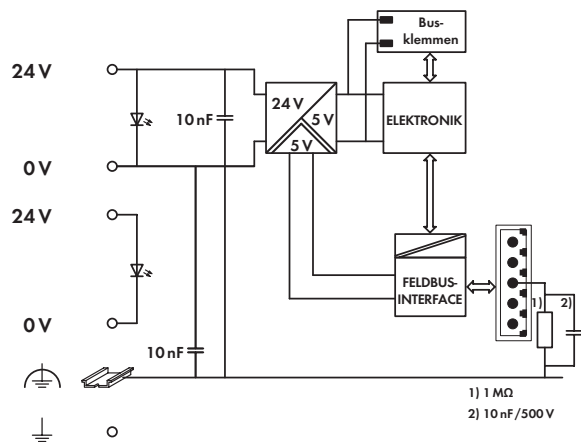 Bus-
klemmen
24 V
24 V
10 nF
5 V
ELEKTRONIK
5 V
0 V
24 V
FELDBUS-
INTERFACE
1)
2)
0 V
10 nF
1) 1 MΩ
2) 10 nF/500 V